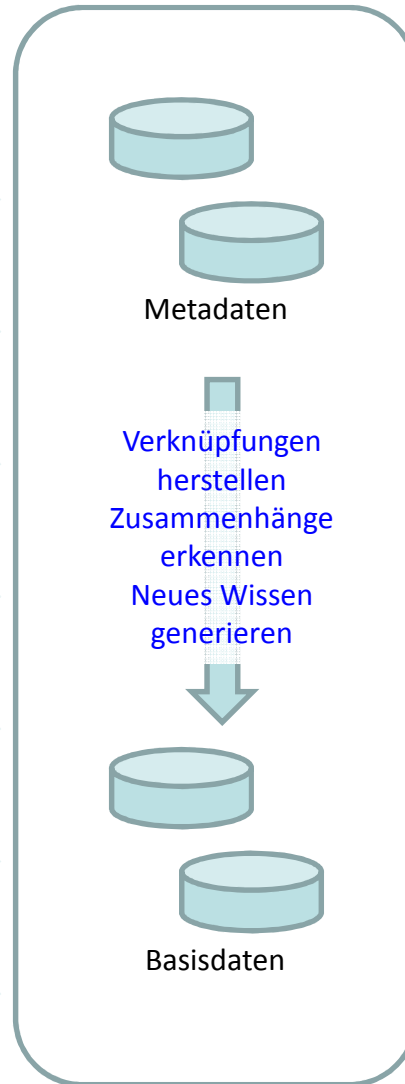 Metadaten
Verknüpfungen
herstellen
Zusammenhänge
erkennen
Neues Wissen
generieren
Basisdaten